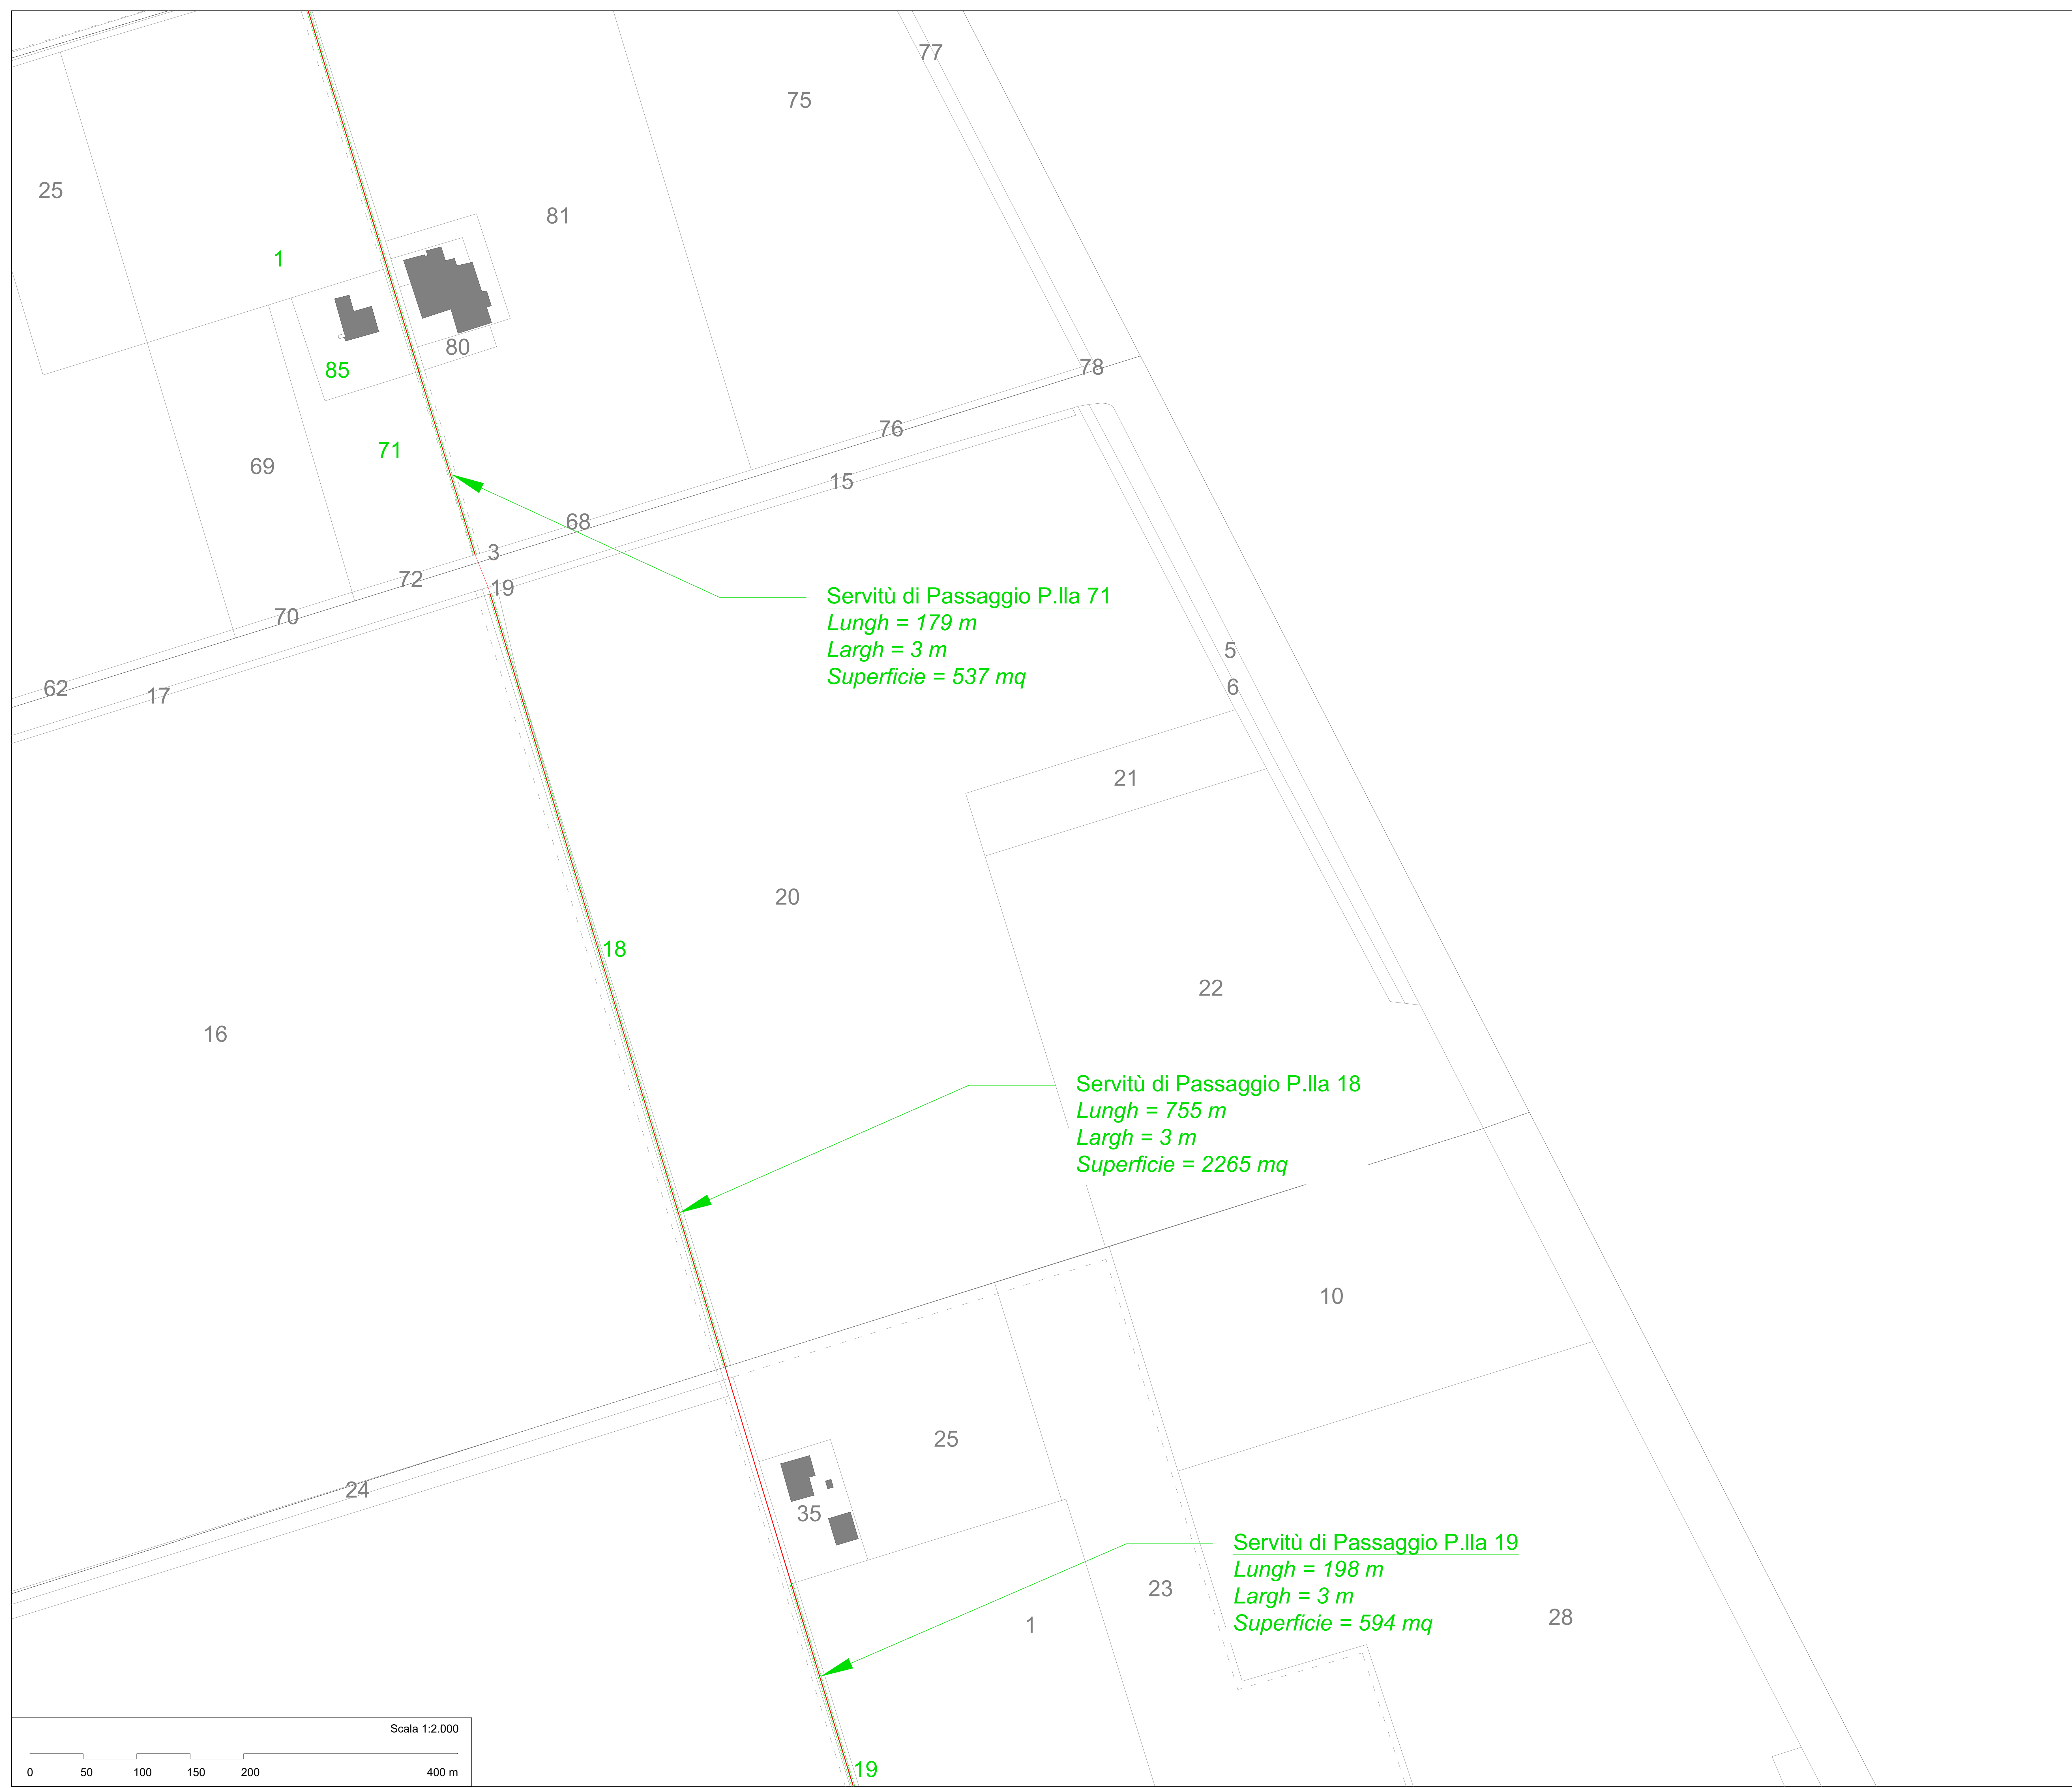 77
75
25
81
1
80
78
85
76
71
69
15
68
3
72
19
70
Servitù di Passaggio P.lla 71
Lungh = 179 m
Largh = 3 m
Superficie = 537 mq
5
6
62
17
21
20
18
22
16
Servitù di Passaggio P.lla 18
Lungh = 755 m
Largh = 3 m
Superficie = 2265 mq
10
25
24
35
Servitù di Passaggio P.lla 19
Lungh = 198 m
Largh = 3 m
Superficie = 594 mq
23
28
1
Scala 1:2.000
0 50 100 150 200 400 m
19